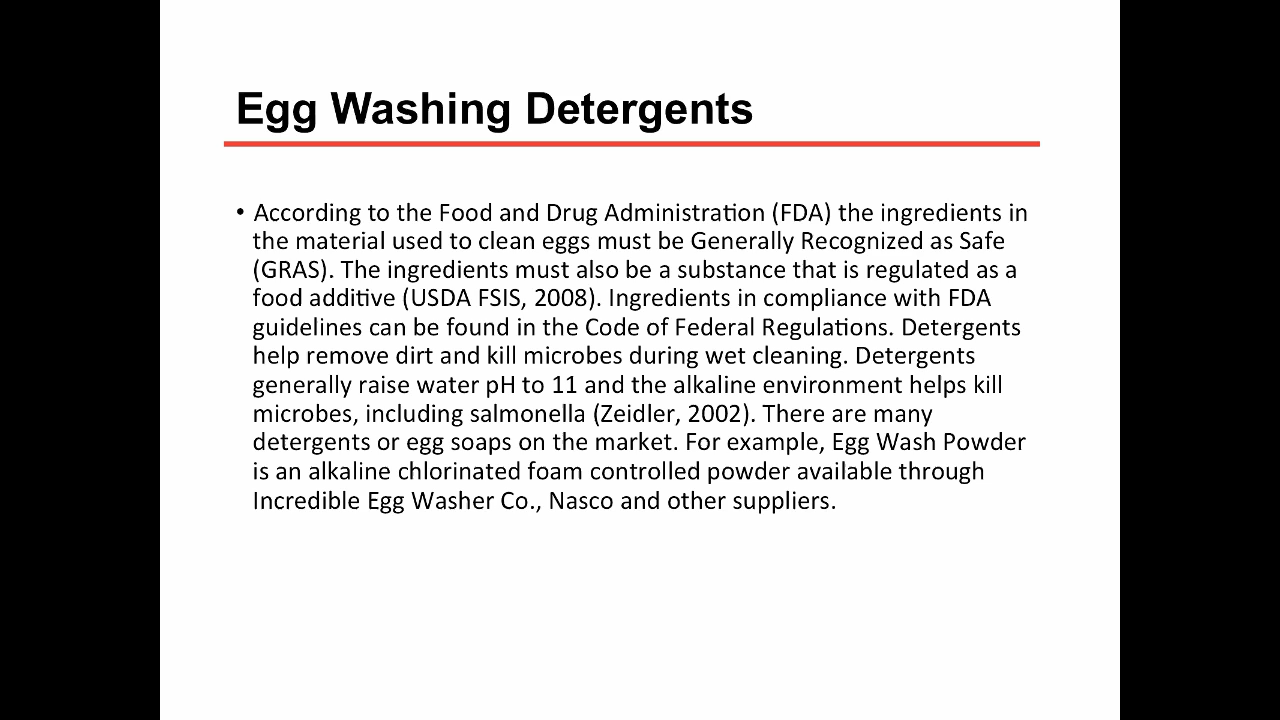 Egg Washing Detergents
• According to the Food and Drug Administration (FDA) the ingredients in
the material used to clean eggs must be Generally Recognized as Safe
(GRAS). The ingredients must also be a substance that is regulated as a
food additive (USDA FSIS, 2008). Ingredients in compliance with FDA
guidelines can be found in the Code of Federal Regulations. Detergents
help remove dirt and kill microbes during wet cleaning. Detergents
generally raise water pH to 11 and the alkaline environment helps kill
microbes, including salmonella (Zeidler, 2002). There are many
detergents or egg soaps on the market. For example, Egg Wash Powder
is an alkaline chlorinated foam controlled powder available through
Incredible Egg Washer Co., Nasco and other suppliers.